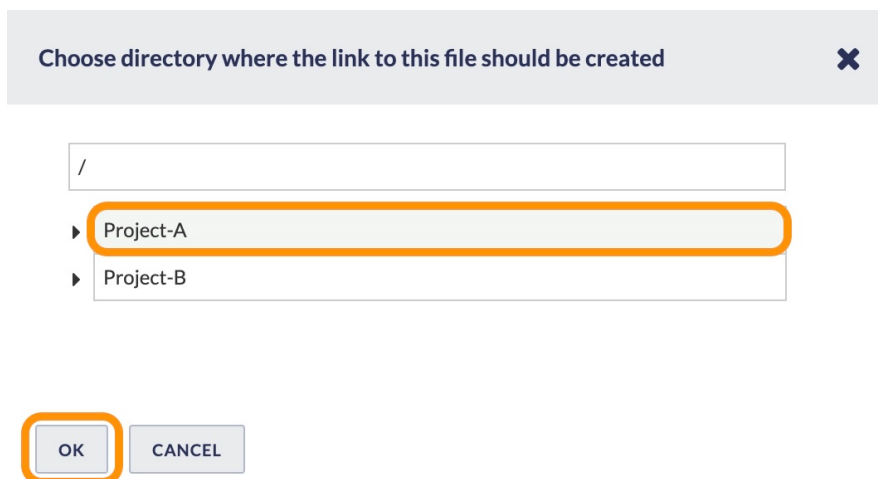 Choose directory where the link to this file should be created
/
Project-A
Project-B
OK CANCEL